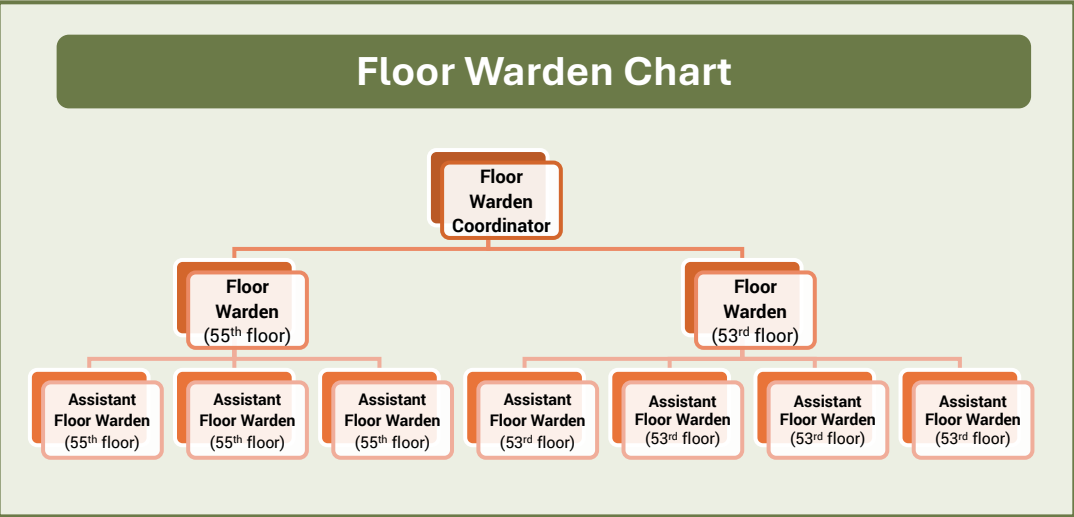 Floor Warden Chart
Floor
Warden
Coordinator
Floor
Warden
(55th floor)
Floor
Warden
(53rd floor)
Assistant
Floor Warden
(55th floor)
Assistant
Floor Warden
(55th floor)
Assistant
Floor Warden
(55th floor)
Assistant
Floor Warden
(53rd floor)
Assistant
Floor Warden
(53rd floor)
Assistant
Floor Warden
(53rd floor)
Assistant
Floor Warden
(53rd floor)